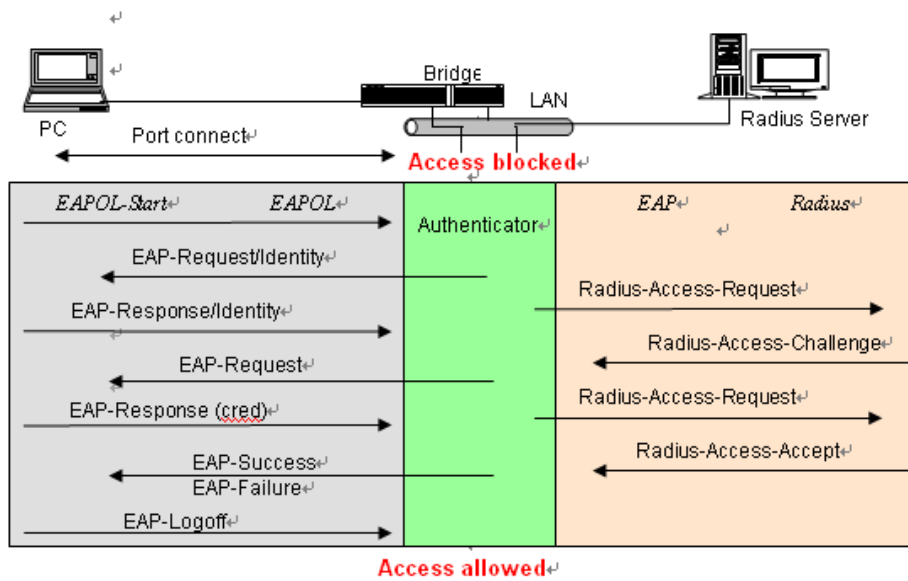 Bridge
LAN
PC
Radius Server
Port connect
Access blocked
EAPOL-Start EAPOL
Authenticator
EAP Radius
EAP-Request/Identity
Radius-Access-Request
EAP-Response/Identity
Radius-Access-Challenge
EAP-Request
Radius-Access-Request
EAP-Response (cred)
Radius-Access-Accept
EAP-Success
EAP-Failure
EAP-Logoff
Access allowed